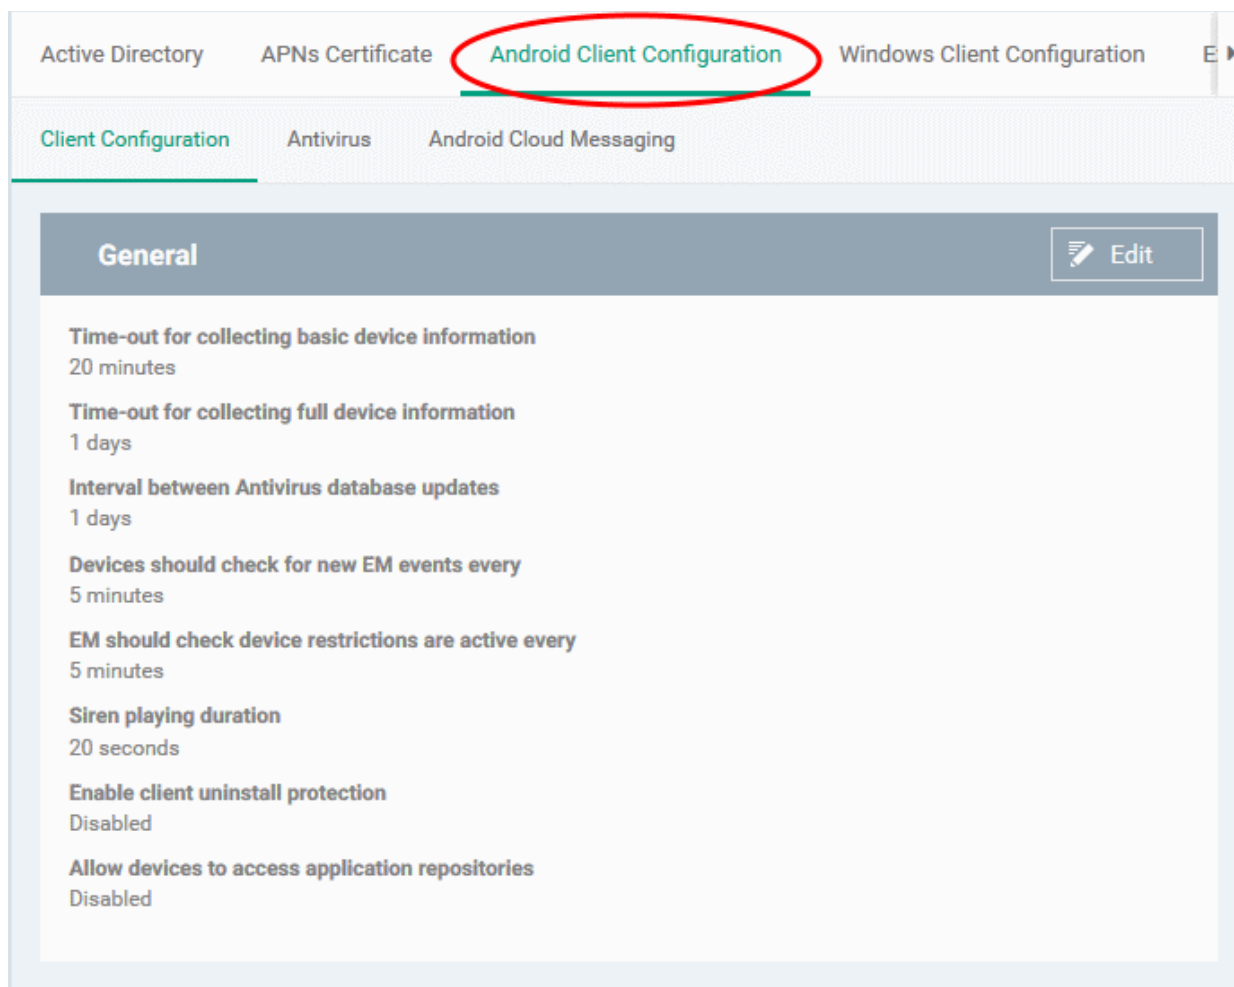 Active Directory APNs Certificate Android Client Configuration Windows Client Configuration
Client Configuration Antivirus Android Cloud Messaging
General Edit
Time-out for collecting basic device information
20 minutes
Time-out for collecting full device information
1 days
Interval between Antivirus database updates
1 days
Devices should check for new EM events every
5 minutes
EM should check device restrictions are active every
5 minutes
Siren playing duration
20 seconds
Enable client uninstall protection
Disabled
Allow devices to access application repositories
Disabled